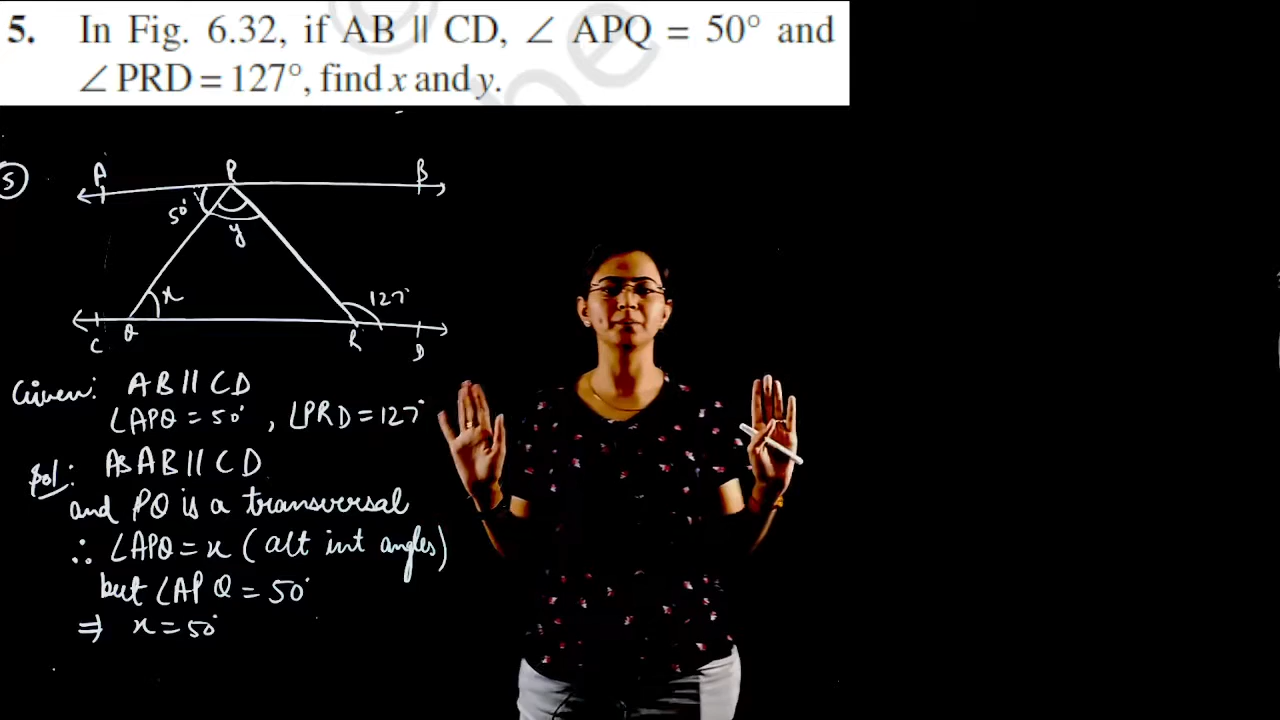 5. In Fig. 6.32, if AB || CD, ∠ APQ = 50° and
∠ PRD = 127°, find x and y.
5
A P B
50° y
x 127°
C Q R D
Given: AB || CD
∠APQ = 50°, ∠PRD = 127°
Sol: As AB || CD
and PQ is a transversal
∴ ∠APQ = x (alt int angles)
but ∠APQ = 50°
⇒ x = 50°